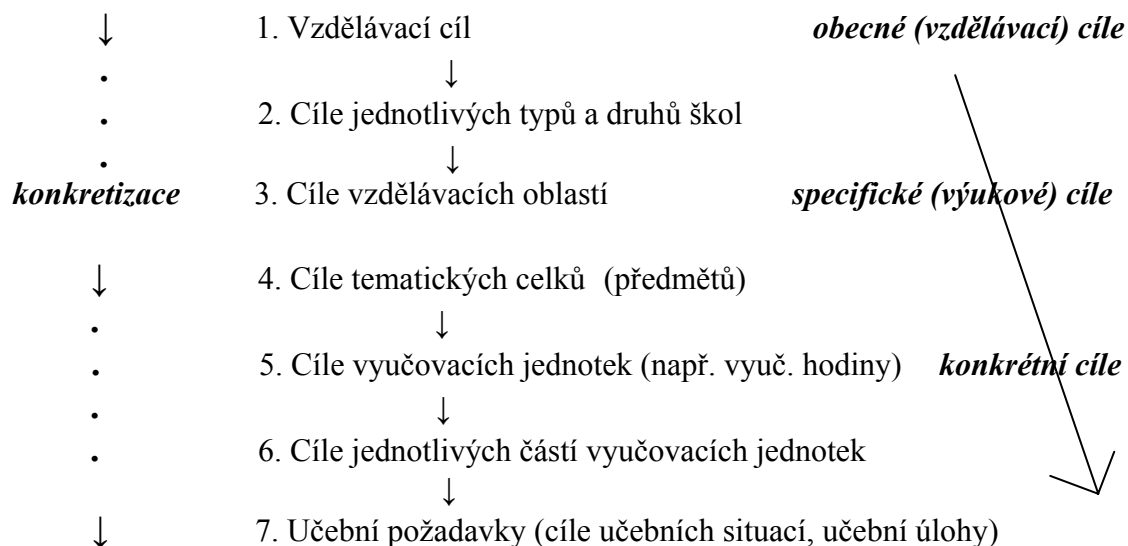 ↓ 1. Vzdělávací cíl obecné (vzdělávací) cíle
. ↓
. 2. Cíle jednotlivých typů a druhů škol
. ↓
konkretizace 3. Cíle vzdělávacích oblastí specifické (výukové) cíle
↓ 4. Cíle tematických celků (předmětů)
. ↓
. 5. Cíle vyučovacích jednotek (např. vyuč. hodiny) konkrétní cíle
. ↓
. 6. Cíle jednotlivých částí vyučovacích jednotek
↓
↓ 7. Učební požadavky (cíle učebních situací, učební úlohy)